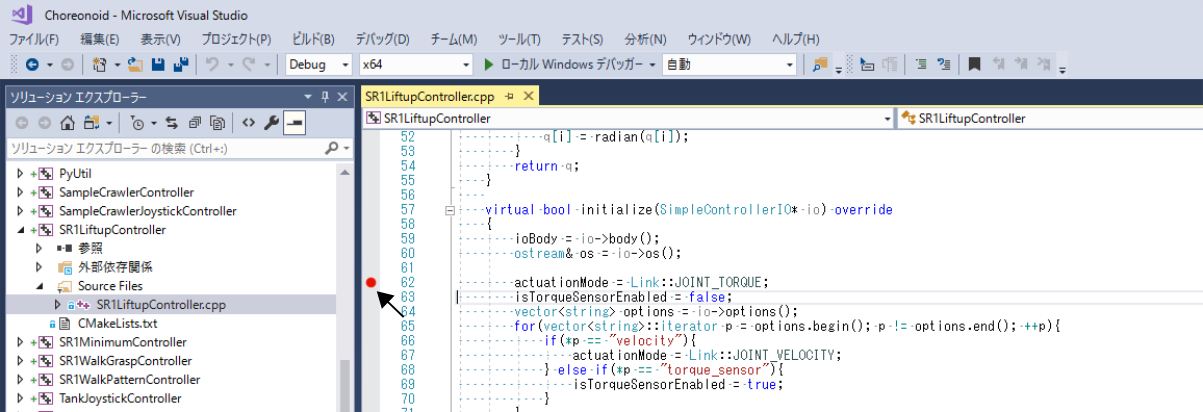 Choreonoid - Microsoft Visual Studio
ファイル(F) 編集(E) 表示(V) プロジェクト(P) ビルド(B) デバッグ(D) チーム(M) ツール(T) テスト(S) 分析(N) ウィンドウ(W) ヘルプ(H)
Debug x64 ローカル Windows デバッガー 自動
ソリューション エクスプローラー
ソリューション エクスプローラー の検索 (Ctrl+:)
PyUtil
SampleCrawlerController
SampleCrawlerJoystickController
SR1LiftupController
参照
外部依存関係
Source Files
SR1LiftupController.cpp
CMakeLists.txt
SR1MinimumController
SR1WalkGraspController
SR1WalkPatternController
TankJoystickController
SR1LiftupController.cpp
SR1LiftupController SR1LiftupController
52 q[i] = radian(q[i]);
53 }
54 return q;
55 }
56
57 virtual bool initialize(SimpleControllerIO* io) override
58 {
59 ioBody = io->body();
60 ostream& os = io->os();
61
62 actuationMode = Link::JOINT_TORQUE;
63 isTorqueSensorEnabled = false;
64 vector<string> options = io->options();
65 for(vector<string>::iterator p = options.begin(); p != options.end(); ++p){
66 if(*p == "velocity"){
67 actuationMode = Link::JOINT_VELOCITY;
68 } else if(*p == "torque_sensor"){
69 isTorqueSensorEnabled = true;
70 }
71 }